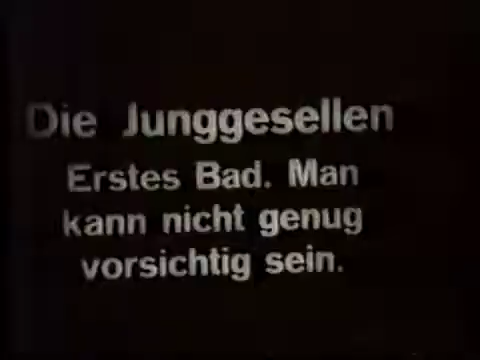 Die Junggesellen
Erstes Bad. Man
kann nicht genug
vorsichtig sein.